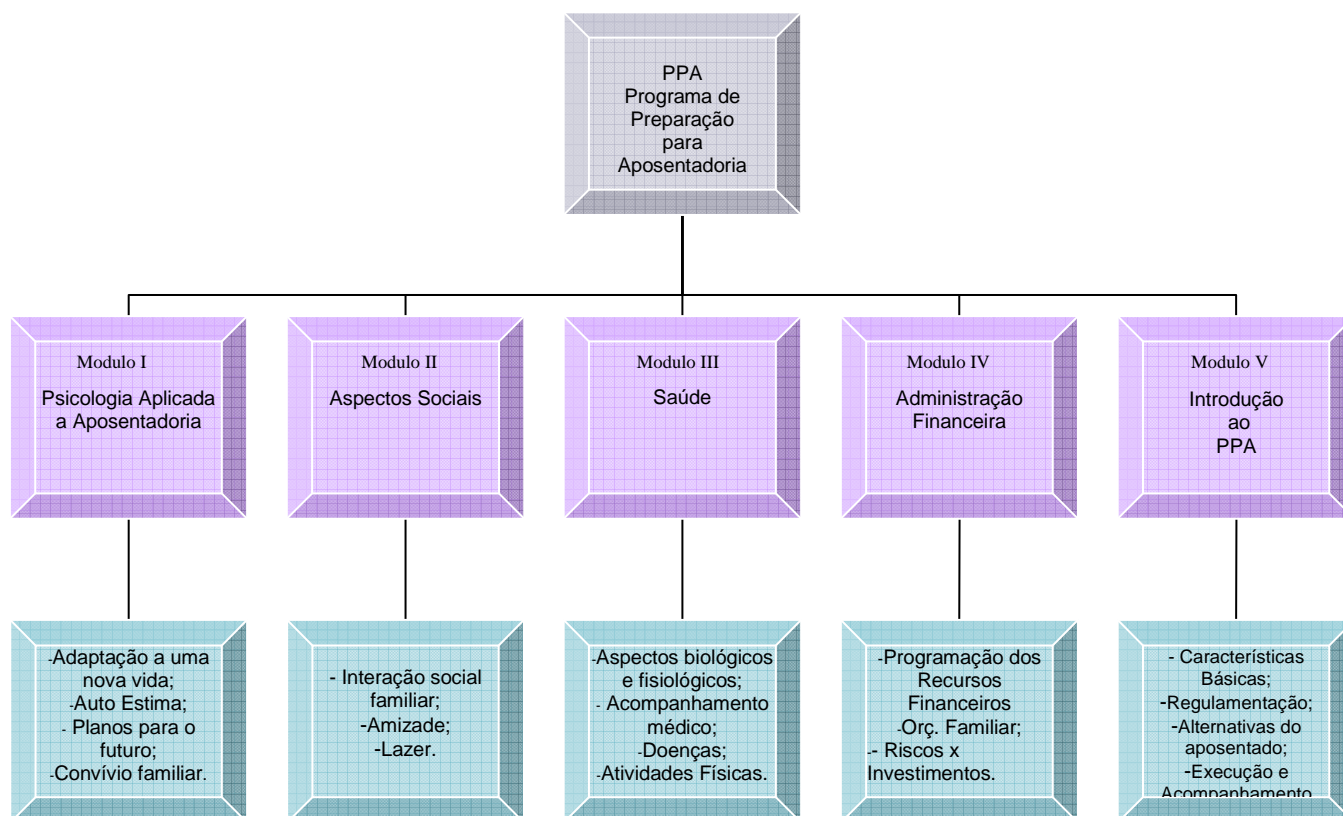 PPA
Programa de
Preparação
para
Aposentadoria
Modulo I
Psicologia Aplicada
a Aposentadoria
Modulo II
Aspectos Sociais
Modulo III
Saúde
Modulo IV
Administração
Financeira
Modulo V
Introdução
ao
PPA
-Adaptação a uma
nova vida;
-Auto Estima;
- Planos para o
futuro;
-Convívio familiar.
- Interação social
familiar;
-Amizade;
-Lazer.
-Aspectos biológicos
e fisiológicos;
- Acompanhamento
médico;
-Doenças;
-Atividades Físicas.
-Programação dos
Recursos
Financeiros
-Orç. Familiar;
-- Riscos x
Investimentos.
- Características
Básicas;
-Regulamentação;
-Alternativas do
aposentado;
-Execução e
Acompanhamento